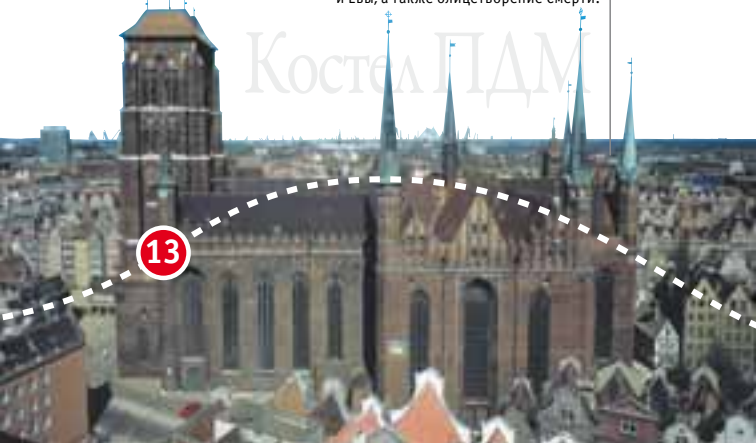 и Евы, а также олицетворение смерти.
Костел ПДМ
13